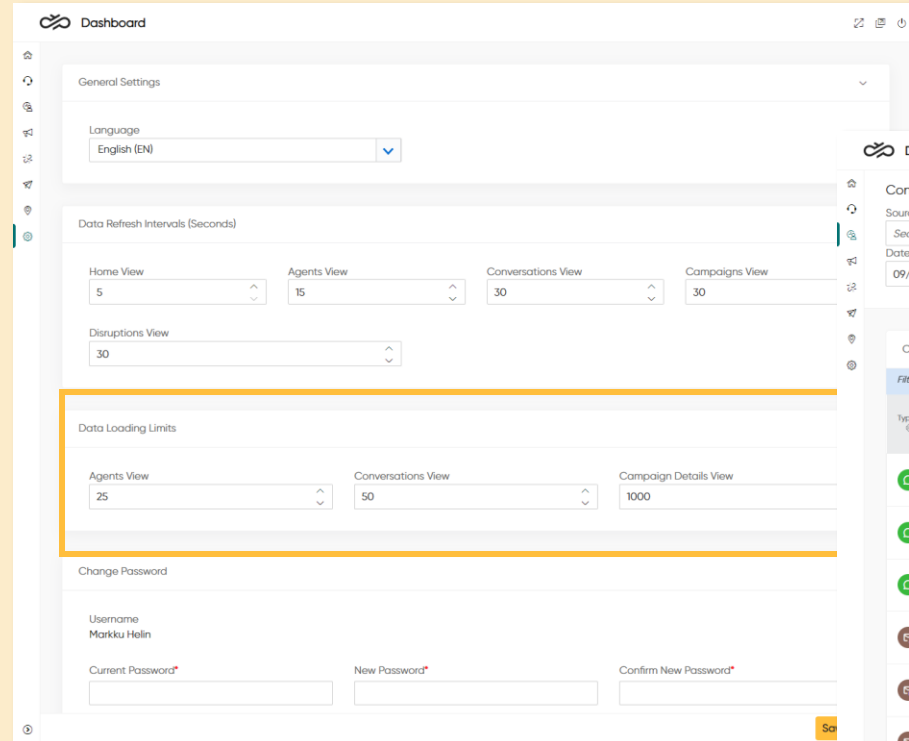 Dashboard
General Settings
Language
English (EN)
Data Refresh Intervals (Seconds)
Home View
Agents View
Conversations View
Campaigns View
5
15
30
30
Disruptions View
30
Data Loading Limits
Agents View
Conversations View
Campaign Details View
25
50
1000
Change Password
Username
Markku Helin
Current Password*
New Password*
Confirm New Password*
Date
09/